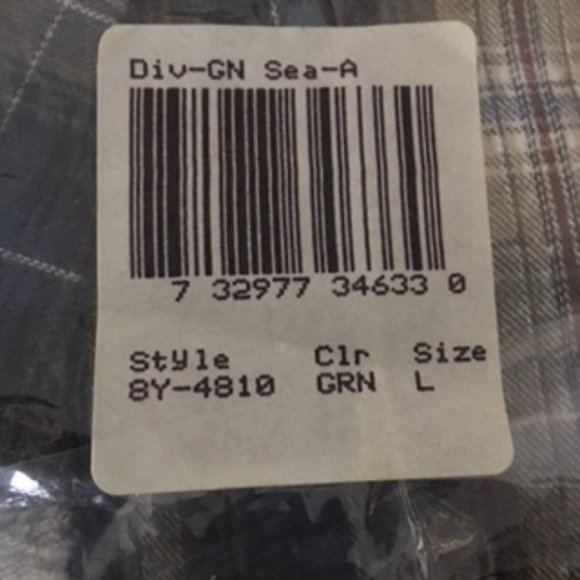 Div-GN Sea-A
7 32977 34633 0
Style Clr Size
8Y-4810 GRN L